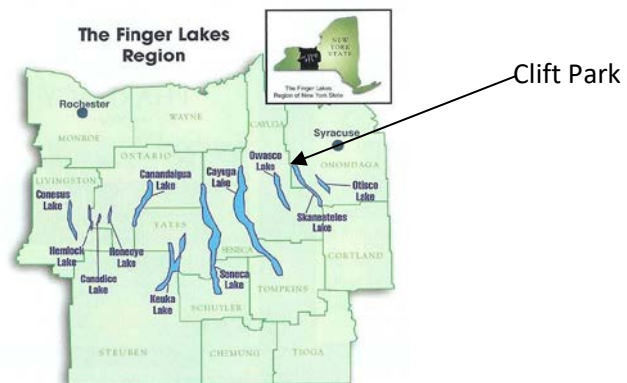 The Finger Lakes
Region
NEW
YORK
STATE
The Finger Lakes
Region of New York State
Clift Park
Rochester
WAYNE
CAYUGA
MONROE
Syracuse
ONONDAGA
ONTARIO
Owasco
Lake
LIVINGSTON
Canandaigua
Lake
Cayuga
Lake
Otisco
Lake
Conesus
Lake
Skaneateles
Lake
YATES
SENECA
CORTLAND
Hemlock
Lake
Honeoye
Lake
Canadice
Lake
Seneca
Lake
Keuka
Lake
TOMPKINS
SCHUYLER
STEUBEN
CHEMUNG
TIOGA